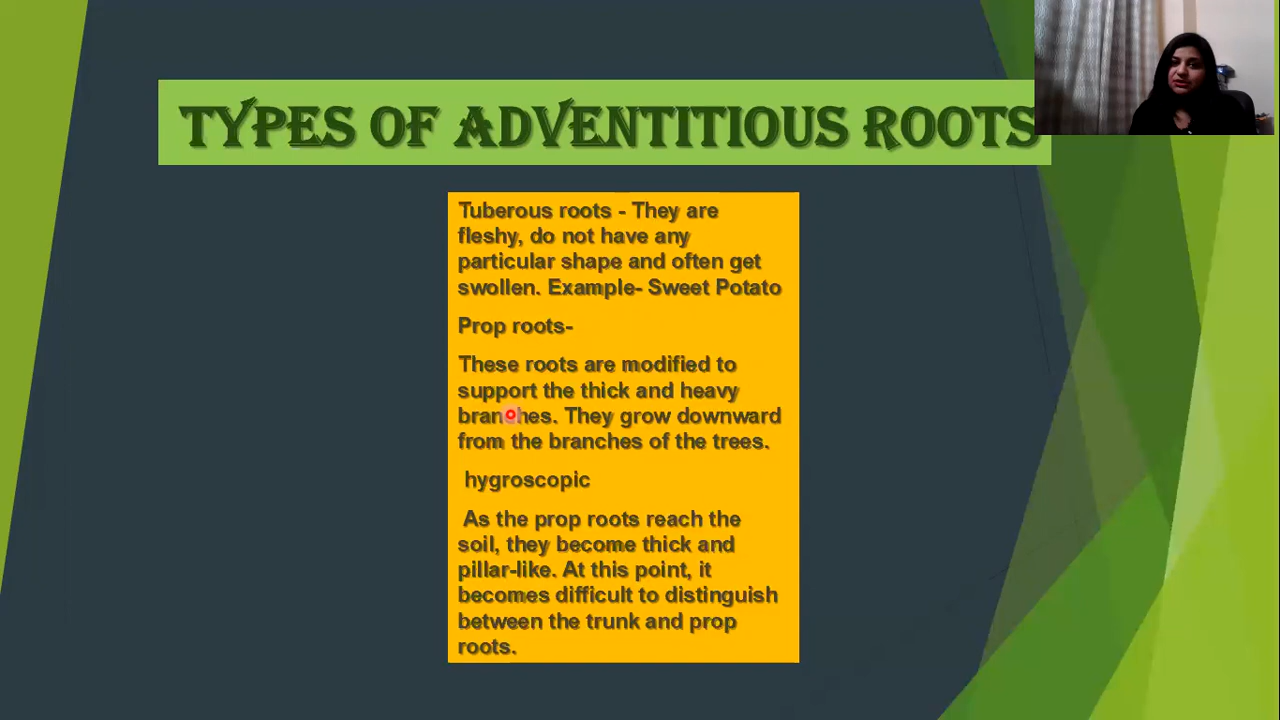 TYPES OF ADVENTITIOUS ROOTS
Tuberous roots - They are
fleshy, do not have any
particular shape and often get
swollen. Example- Sweet Potato
Prop roots-
These roots are modified to
support the thick and heavy
branches. They grow downward
from the branches of the trees.
hygroscopic
As the prop roots reach the
soil, they become thick and
pillar-like. At this point, it
becomes difficult to distinguish
between the trunk and prop
roots.